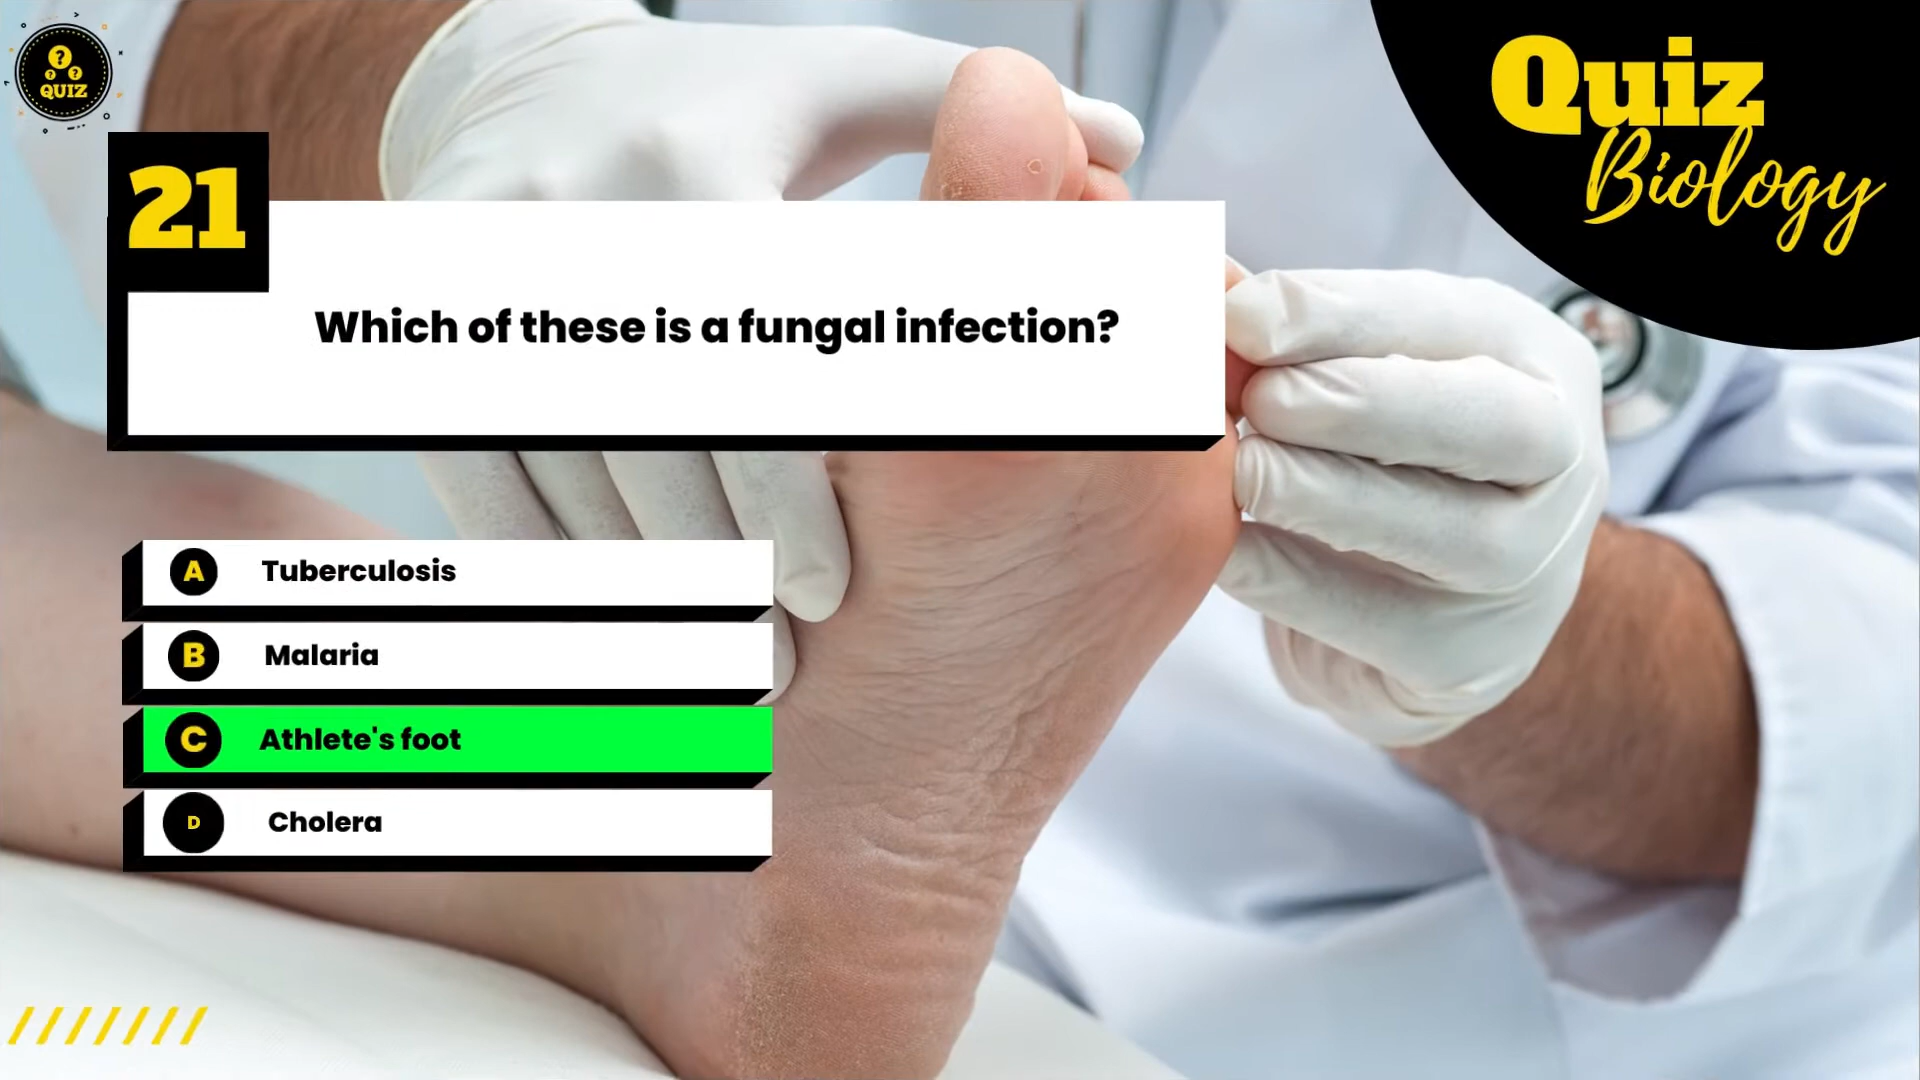 ? ? ?
QUIZ
Quiz
Biology
21
Which of these is a fungal infection?
A Tuberculosis
B Malaria
C Athlete's foot
D Cholera